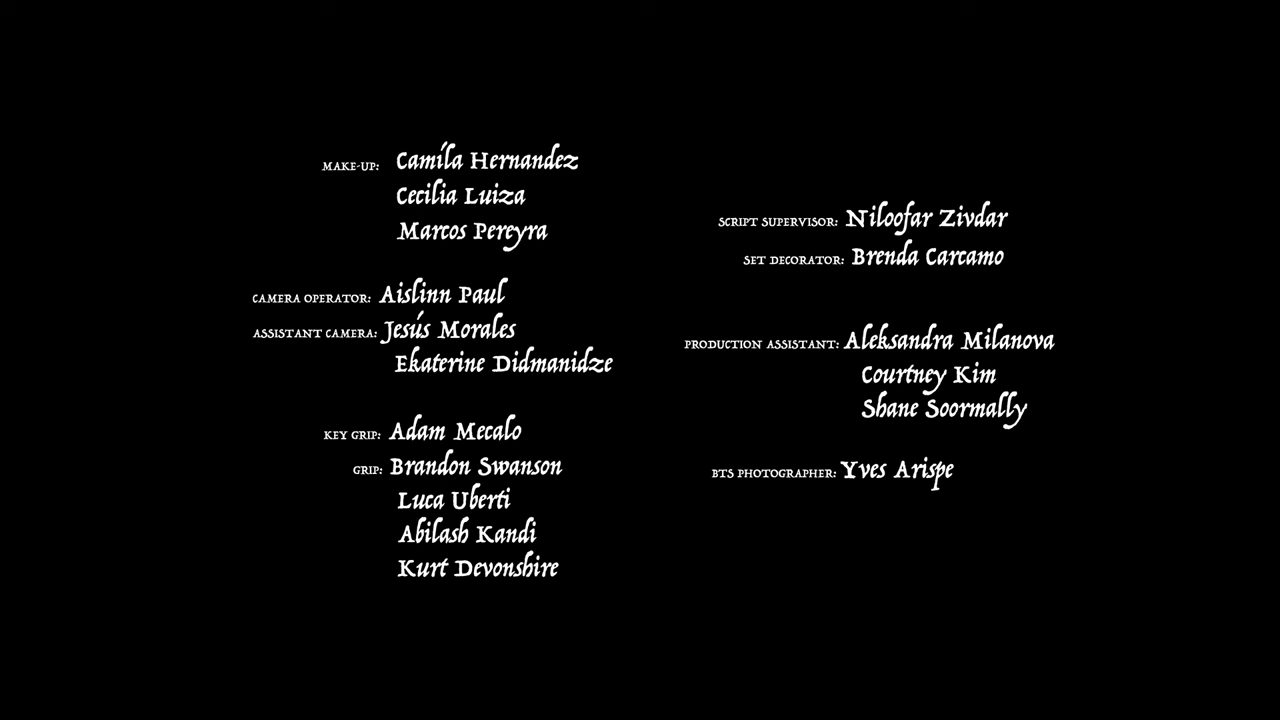 MAKE-UP: Camíla Hernandez
Cecilia Luiza
Marcos Pereyra
CAMERA OPERATOR: Aislinn Paul
ASSISTANT CAMERA: Jesús Morales
Ekaterine Didmanidze
KEY GRIP: Adam Mecalo
GRIP: Brandon Swanson
Luca Uberti
Abilash Kandi
Kurt Devonshire
SCRIPT SUPERVISOR: Niloofar Zivdar
SET DECORATOR: Brenda Carcamo
PRODUCTION ASSISTANT: Aleksandra Milanova
Courtney Kim
Shane Soormally
BTS PHOTOGRAPHER: Yves Arispe